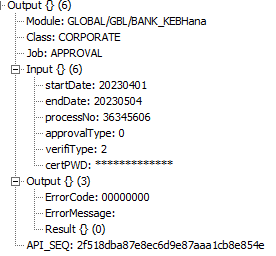 Output {} (6)
Module: GLOBAL/GBL/BANK_KEBHana
Class: CORPORATE
Job: APPROVAL
Input {} (6)
startDate: 20230401
endDate: 20230504
processNo: 36345606
approvalType: 0
verifiType: 2
certPWD: *************
Output {} (3)
ErrorCode: 00000000
ErrorMessage:
Result {} (0)
API_SEQ: 2f518dba87e8ec6d9e87aaa1cb8e854e